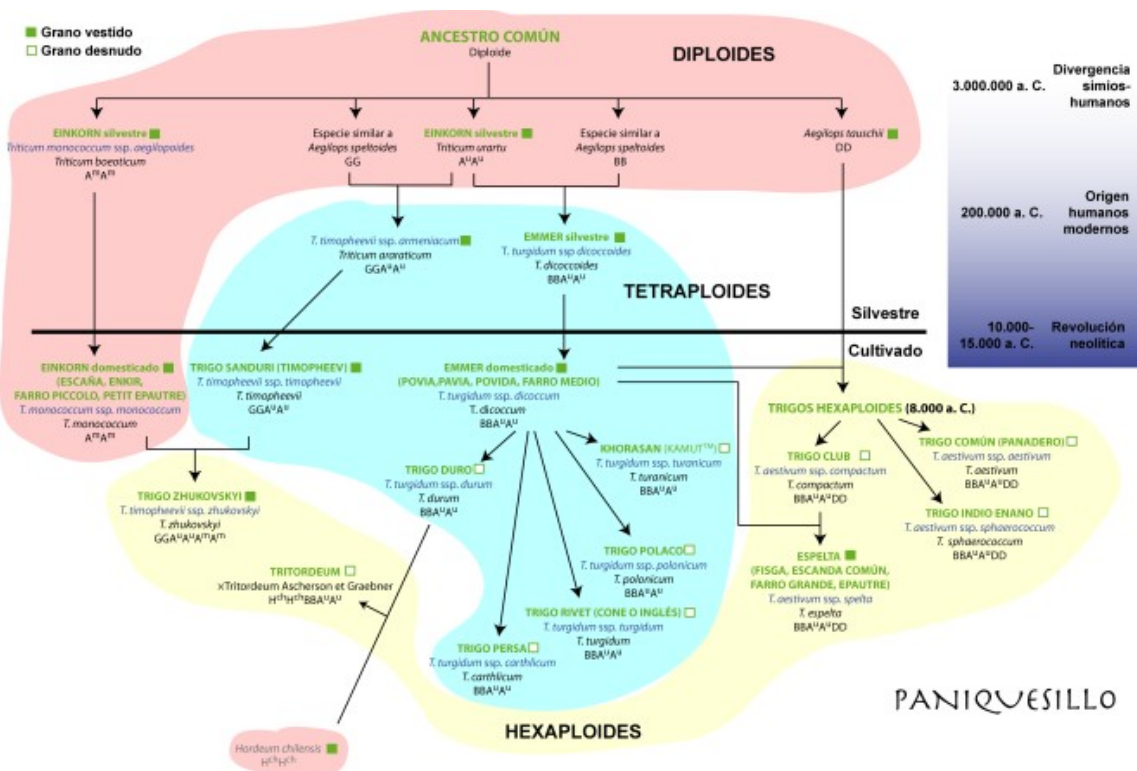 Grano vestido
Grano desnudo
ANCESTRO COMÚN
Diploide
DIPLOIDES
3.000.000 a. C.
Divergencia
simios-
humanos
EINKORN silvestre
Triticum monococcum ssp. aegilopoides
Triticum boeoticum
AᵐAᵐ
Especie similar a
Aegilops speltoides
GG
EINKORN silvestre
Triticum urartu
AᵘAᵘ
Especie similar a
Aegilops speltoides
BB
Aegilops tauschii
DD
200.000 a. C.
Origen
humanos
modernos
T. timopheevii ssp. armeniacum
Triticum araraticum
GGAᵘAᵘ
EMMER silvestre
T. turgidum ssp dicoccoides
T. dicoccoides
BBAᵘAᵘ
TETRAPLOIDES
Silvestre
Cultivado
10.000-
15.000 a. C.
Revolución
neolítica
EINKORN domesticado
(ESCAÑA, ENKIR,
FARRO PICCOLO, PETIT EPAUTRE)
T. monococcum ssp. monococcum
T. monococcum
AᵐAᵐ
TRIGO SANDURI (TIMOPHEEV)
T. timopheevii ssp. timopheevii
T. timopheevii
GGAᵘAᵘ
EMMER domesticado
(POVIA,PAVIA, POVIDA, FARRO MEDIO)
T. turgidum ssp. dicoccum
T. dicoccum
BBAᵘAᵘ
TRIGOS HEXAPLOIDES (8.000 a. C.)
TRIGO CLUB
T. aestivum ssp. compactum
T. compactum
BBAᵘAᵘDD
TRIGO COMÚN (PANADERO)
T. aestivum ssp. aestivum
T. aestivum
BBAᵘAᵘDD
KHORASAN (KAMUT™)
T. turgidum ssp. turanicum
T. turanicum
BBAᵘAᵘ
TRIGO DURO
T. turgidum ssp. durum
T. durum
BBAᵘAᵘ
TRIGO ZHUKOVSKYI
T. timopheevii ssp. zhukovskyi
T. zhukovskyi
GGAᵘAᵘAᵐAᵐ
TRIGO INDIO ENANO
T. aestivum ssp. sphaerococcum
T. sphaerococcum
BBAᵘAᵘDD
TRIGO POLACO
T. turgidum ssp. polonicum
T. polonicum
BBAᵘAᵘ
ESPELTA
(FISGA, ESCANDA COMÚN,
FARRO GRANDE, EPAUTRE)
T. aestivum ssp. spelta
T. espelta
BBAᵘAᵘDD
TRITORDEUM
×Tritordeum Ascherson et Graebner
HᶜʰHᶜʰBBAᵘAᵘ
TRIGO RIVET (CONE O INGLÉS)
T. turgidum ssp. turgidum
T. turgidum
BBAᵘAᵘ
TRIGO PERSA
T. turgidum ssp. carthlicum
T. carthlicum
BBAᵘAᵘ
HEXAPLOIDES
PANIQUESILLO
Hordeum chilensis
HᶜʰHᶜʰ